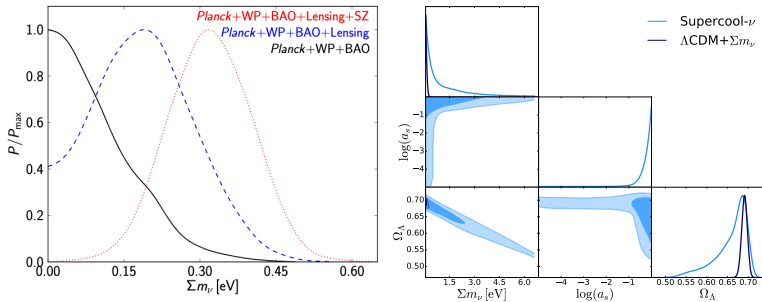 Planck+WP+BAO+Lensing+SZ
Planck+WP+BAO+Lensing
Planck+WP+BAO
1.0
0.8
0.6
0.4
0.2
0.0
P/P_max
0.00 0.15 0.30 0.45 0.60
Σm_ν [eV]
Supercool-ν
ΛCDM+Σm_ν
−1
−2
−4
log(a_s)
0.70
0.65
0.60
0.55
0.50
Ω_Λ
1.5 3.0 4.5 6.0
Σm_ν [eV]
−4 −2 −1
log(a_s)
0.50 0.55 0.60 0.65 0.70
Ω_Λ